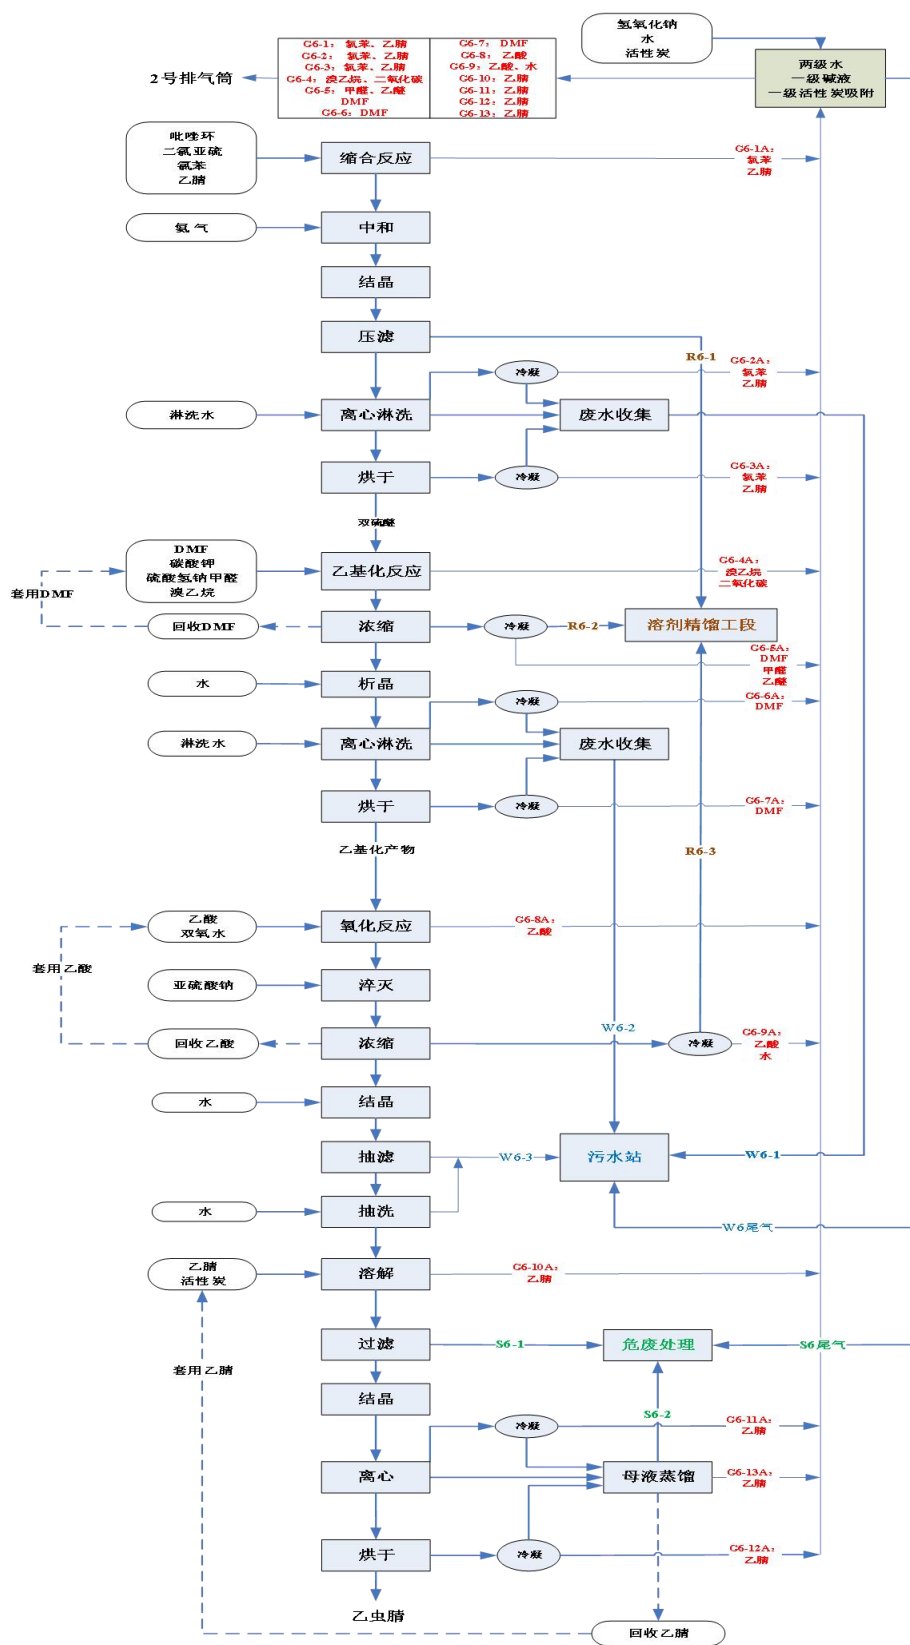 氢氧化钠
水
活性炭
G6-1：氯苯、乙腈
G6-2：氯苯、乙腈
G6-3：氯苯、乙腈
G6-4：溴乙烷、二氧化碳
G6-5：甲醛、乙醚
DMF
G6-6：DMF
G6-7：DMF
G6-8：乙酸
G6-9：乙酸、水
G6-10：乙腈
G6-11：乙腈
G6-12：乙腈
G6-13：乙腈
2号排气筒
两级水
一级碱液
一级活性炭吸附
吡唑环
二氯亚硫
氯苯
乙腈
缩合反应
G6-1A：
氯苯
乙腈
氨气
中和
结晶
压滤
R6-1
冷凝
G6-2A：
氯苯
乙腈
淋洗水
离心淋洗
废水收集
烘干
冷凝
G6-3A：
氯苯
乙腈
双硫醚
DMF
碳酸钾
硫酸氢钠甲醛
溴乙烷
乙基化反应
G6-4A：
溴乙烷
二氧化碳
套用DMF
回收DMF
浓缩
冷凝
R6-2
溶剂精馏工段
G6-5A：
DMF
甲醛
乙醚
水
析晶
冷凝
G6-6A：
DMF
淋洗水
离心淋洗
废水收集
烘干
冷凝
G6-7A：
DMF
乙基化产物
R6-3
乙酸
双氧水
氧化反应
G6-8A：
乙酸
套用乙酸
亚硫酸钠
淬灭
W6-2
回收乙酸
浓缩
冷凝
G6-9A：
乙酸
水
水
结晶
抽滤
W6-3
污水站
W6-1
水
抽洗
W6尾气
乙腈
活性炭
溶解
G6-10A：
乙腈
过滤
S6-1
危废处理
S6尾气
套用乙腈
结晶
S6-2
冷凝
G6-11A：
乙腈
离心
母液蒸馏
G6-13A：
乙腈
烘干
冷凝
G6-12A：
乙腈
乙虫腈
回收乙腈